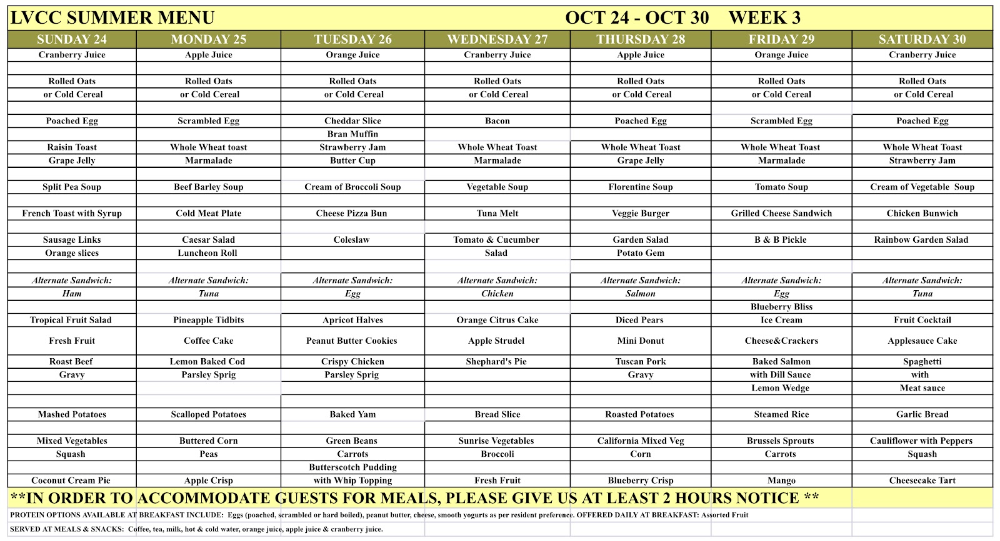 LVCC SUMMER MENU OCT 24 - OCT 30 WEEK 3
SUNDAY 24 MONDAY 25 TUESDAY 26 WEDNESDAY 27 THURSDAY 28 FRIDAY 29 SATURDAY 30
Cranberry Juice Apple Juice Orange Juice Cranberry Juice Apple Juice Orange Juice Cranberry Juice
Rolled Oats Rolled Oats Rolled Oats Rolled Oats Rolled Oats Rolled Oats Rolled Oats
or Cold Cereal or Cold Cereal or Cold Cereal or Cold Cereal or Cold Cereal or Cold Cereal or Cold Cereal
Poached Egg Scrambled Egg Cheddar Slice Bacon Poached Egg Scrambled Egg Poached Egg
Bran Muffin
Raisin Toast Whole Wheat toast Strawberry Jam Whole Wheat Toast Whole Wheat Toast Whole Wheat Toast Whole Wheat Toast
Grape Jelly Marmalade Butter Cup Marmalade Grape Jelly Marmalade Strawberry Jam
Split Pea Soup Beef Barley Soup Cream of Broccoli Soup Vegetable Soup Florentine Soup Tomato Soup Cream of Vegetable Soup
French Toast with Syrup Cold Meat Plate Cheese Pizza Bun Tuna Melt Veggie Burger Grilled Cheese Sandwich Chicken Bunwich
Sausage Links Caesar Salad Coleslaw Tomato & Cucumber Garden Salad B & B Pickle Rainbow Garden Salad
Orange slices Luncheon Roll Salad Potato Gem
Alternate Sandwich: Alternate Sandwich: Alternate Sandwich: Alternate Sandwich: Alternate Sandwich: Alternate Sandwich: Alternate Sandwich:
Ham Tuna Egg Chicken Salmon Egg Tuna
Blueberry Bliss
Tropical Fruit Salad Pineapple Tidbits Apricot Halves Orange Citrus Cake Diced Pears Ice Cream Fruit Cocktail
Fresh Fruit Coffee Cake Peanut Butter Cookies Apple Strudel Mini Donut Cheese&Crackers Applesauce Cake
Roast Beef Lemon Baked Cod Crispy Chicken Shephard's Pie Tuscan Pork Baked Salmon Spaghetti
Gravy Parsley Sprig Parsley Sprig Gravy with Dill Sauce with
Lemon Wedge Meat sauce
Mashed Potatoes Scalloped Potatoes Baked Yam Bread Slice Roasted Potatoes Steamed Rice Garlic Bread
Mixed Vegetables Buttered Corn Green Beans Sunrise Vegetables California Mixed Veg Brussels Sprouts Cauliflower with Peppers
Squash Peas Carrots Broccoli Corn Carrots Squash
Butterscotch Pudding
Coconut Cream Pie Apple Crisp with Whip Topping Fresh Fruit Blueberry Crisp Mango Cheesecake Tart
**IN ORDER TO ACCOMMODATE GUESTS FOR MEALS, PLEASE GIVE US AT LEAST 2 HOURS NOTICE **
PROTEIN OPTIONS AVAILABLE AT BREAKFAST INCLUDE: Eggs (poached, scrambled or hard boiled), peanut butter, cheese, smooth yogurts as per resident preference. OFFERED DAILY AT BREAKFAST: Assorted Fruit
SERVED AT MEALS & SNACKS: Coffee, tea, milk, hot & cold water, orange juice, apple juice & cranberry juice.